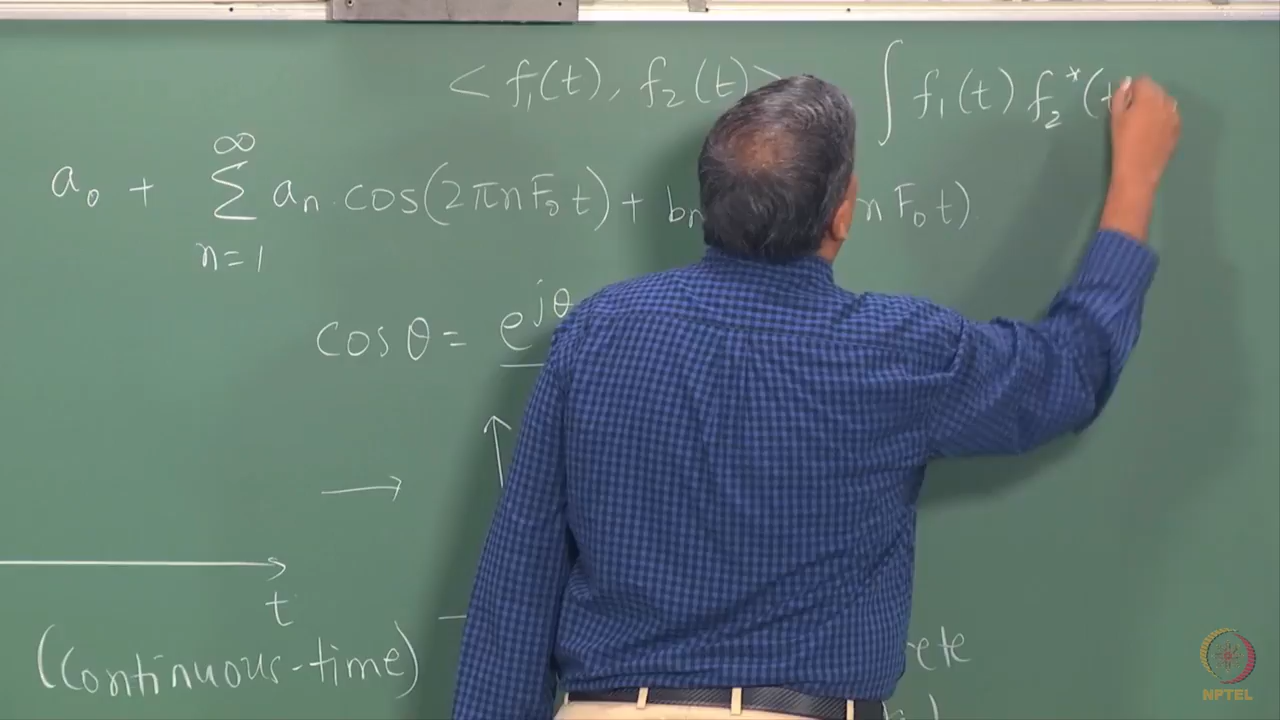 < f₁(t), f₂(t) > ∫ f₁(t) f₂*(t
a₀ + ∑ₙ₌₁^∞ aₙ cos(2πnF₀t) + bₙ nF₀t)
cos θ = e^jθ
t
(Continuous-time)
NPTEL